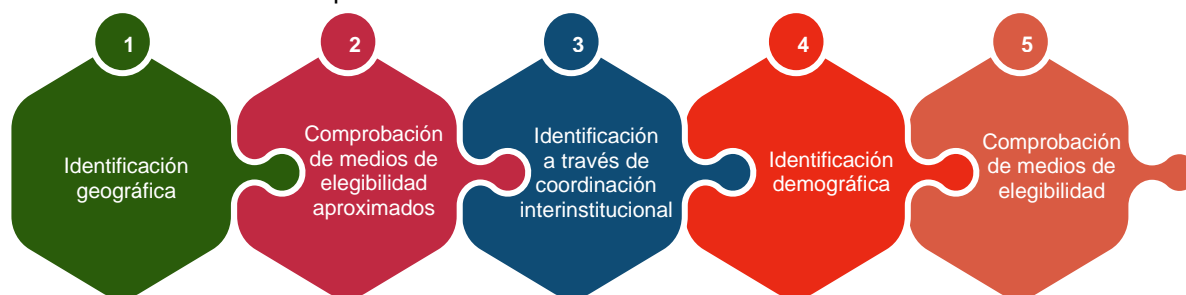 1
2
3
4
5
Identificación
geográfica
Comprobación
de medios de
elegibilidad
aproximados
Identificación
a través de
coordinación
interinstitucional
Identificación
demográfica
Comprobación
de medios de
elegibilidad